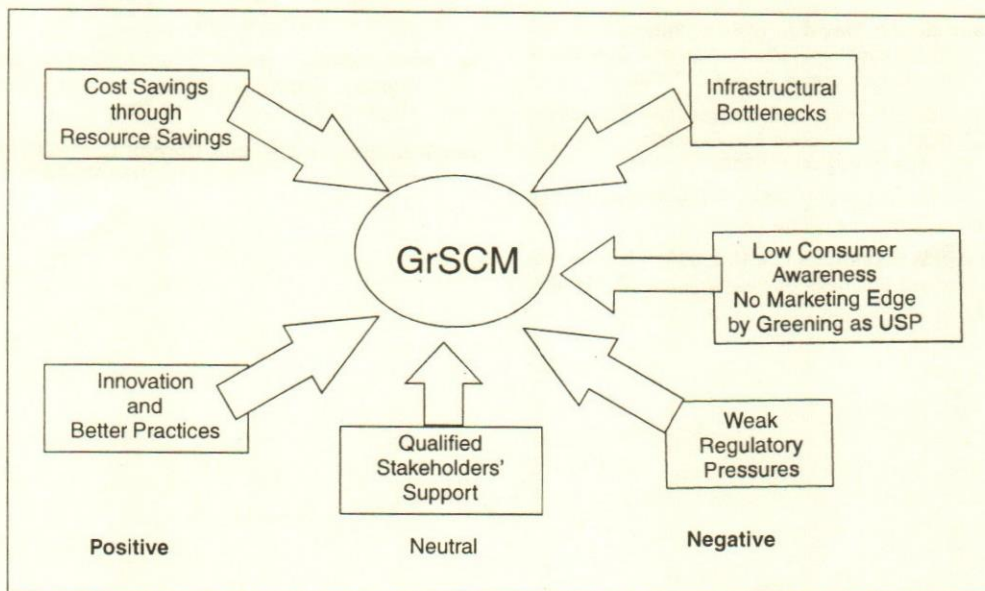 Cost Savings
through
Resource Savings
Infrastructural
Bottlenecks
GrSCM
Low Consumer
Awareness
No Marketing Edge
by Greening as USP
Innovation
and
Better Practices
Qualified
Stakeholders'
Support
Weak
Regulatory
Pressures
Positive
Neutral
Negative